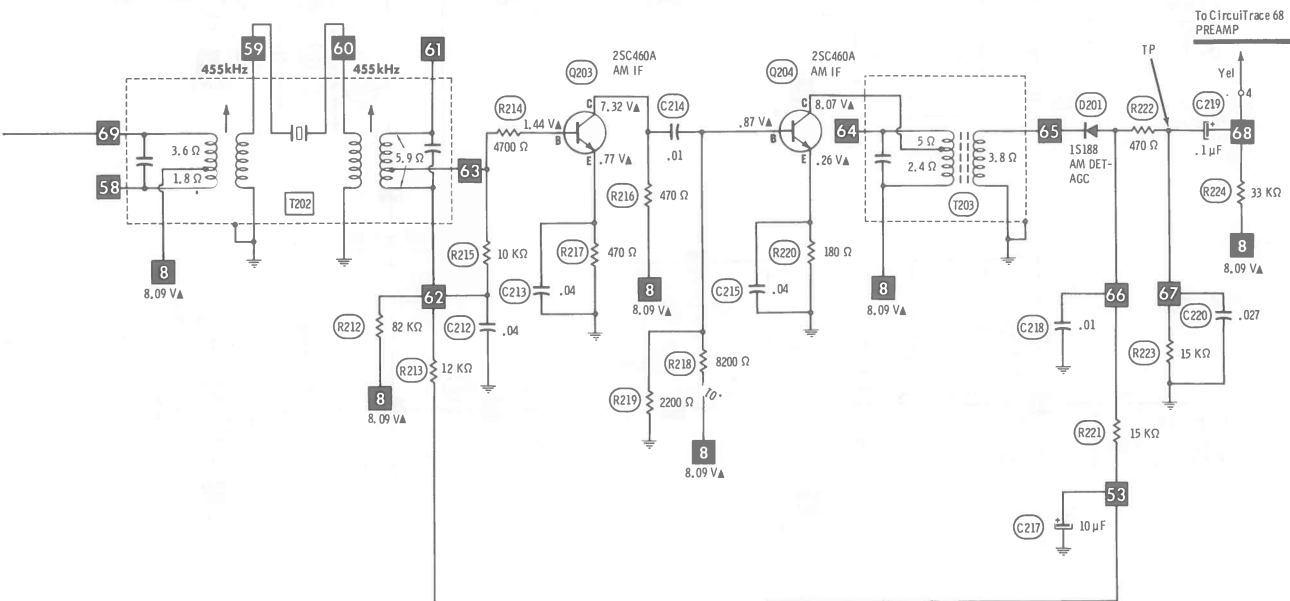 To CircuiTrace 68
PREAMP
59
60
61
455kHz
455kHz
2SC460A
AM IF
Q203
2SC460A
AM IF
Q204
TP
Yel
4
69
58
3.6 Ω
1.8 Ω
T202
5.9 Ω
63
R214
4700 Ω
1.44 V▲
B
C
7.32 V▲
E
.77 V▲
C214
.01
R216
470 Ω
.87 V▲
B
C
8.07 V▲
E
.26 V▲
64
5 Ω
2.4 Ω
3.8 Ω
T203
65
D201
1S188
AM DET-
AGC
R222
470 Ω
C219
+
.1 μF
68
R224
33 KΩ
8
8.09 V▲
8
8.09 V▲
R215
10 KΩ
62
C212
.04
R212
82 KΩ
8
8.09 V▲
R213
12 KΩ
C213
.04
R217
470 Ω
8
8.09 V▲
R219
2200 Ω
R218
8200 Ω
8
8.09 V▲
C215
.04
R220
180 Ω
8
8.09 V▲
66
C218
.01
67
C220
.027
R223
15 KΩ
R221
15 KΩ
53
C217
+
10 μF